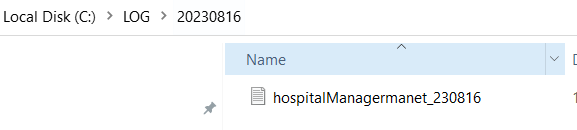 Local Disk (C:) > LOG > 20230816
Name
hospitalManagermanet_230816